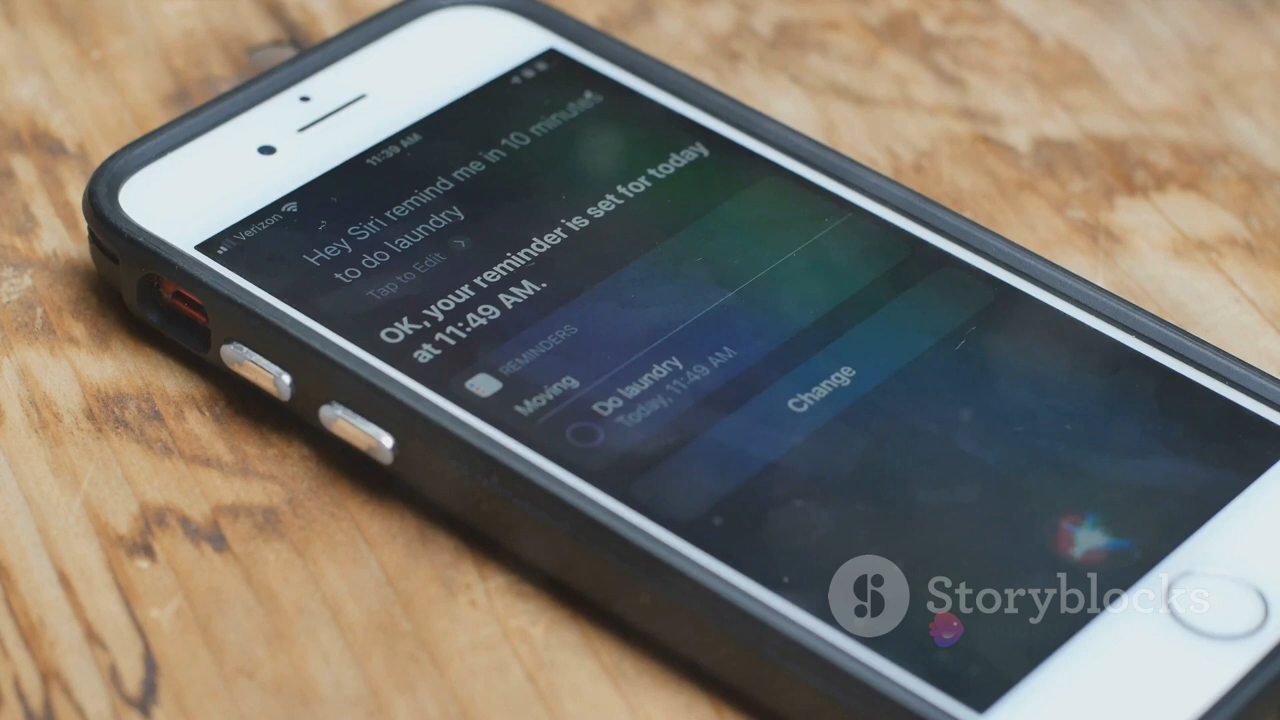 Verizon
11:39 AM
Hey Siri remind me in 10 minutes
to do laundry
Tap to Edit
OK, your reminder is set for today
at 11:49 AM.
REMINDERS
Moving
Do laundry
Today, 11:49 AM
Change
Storyblocks